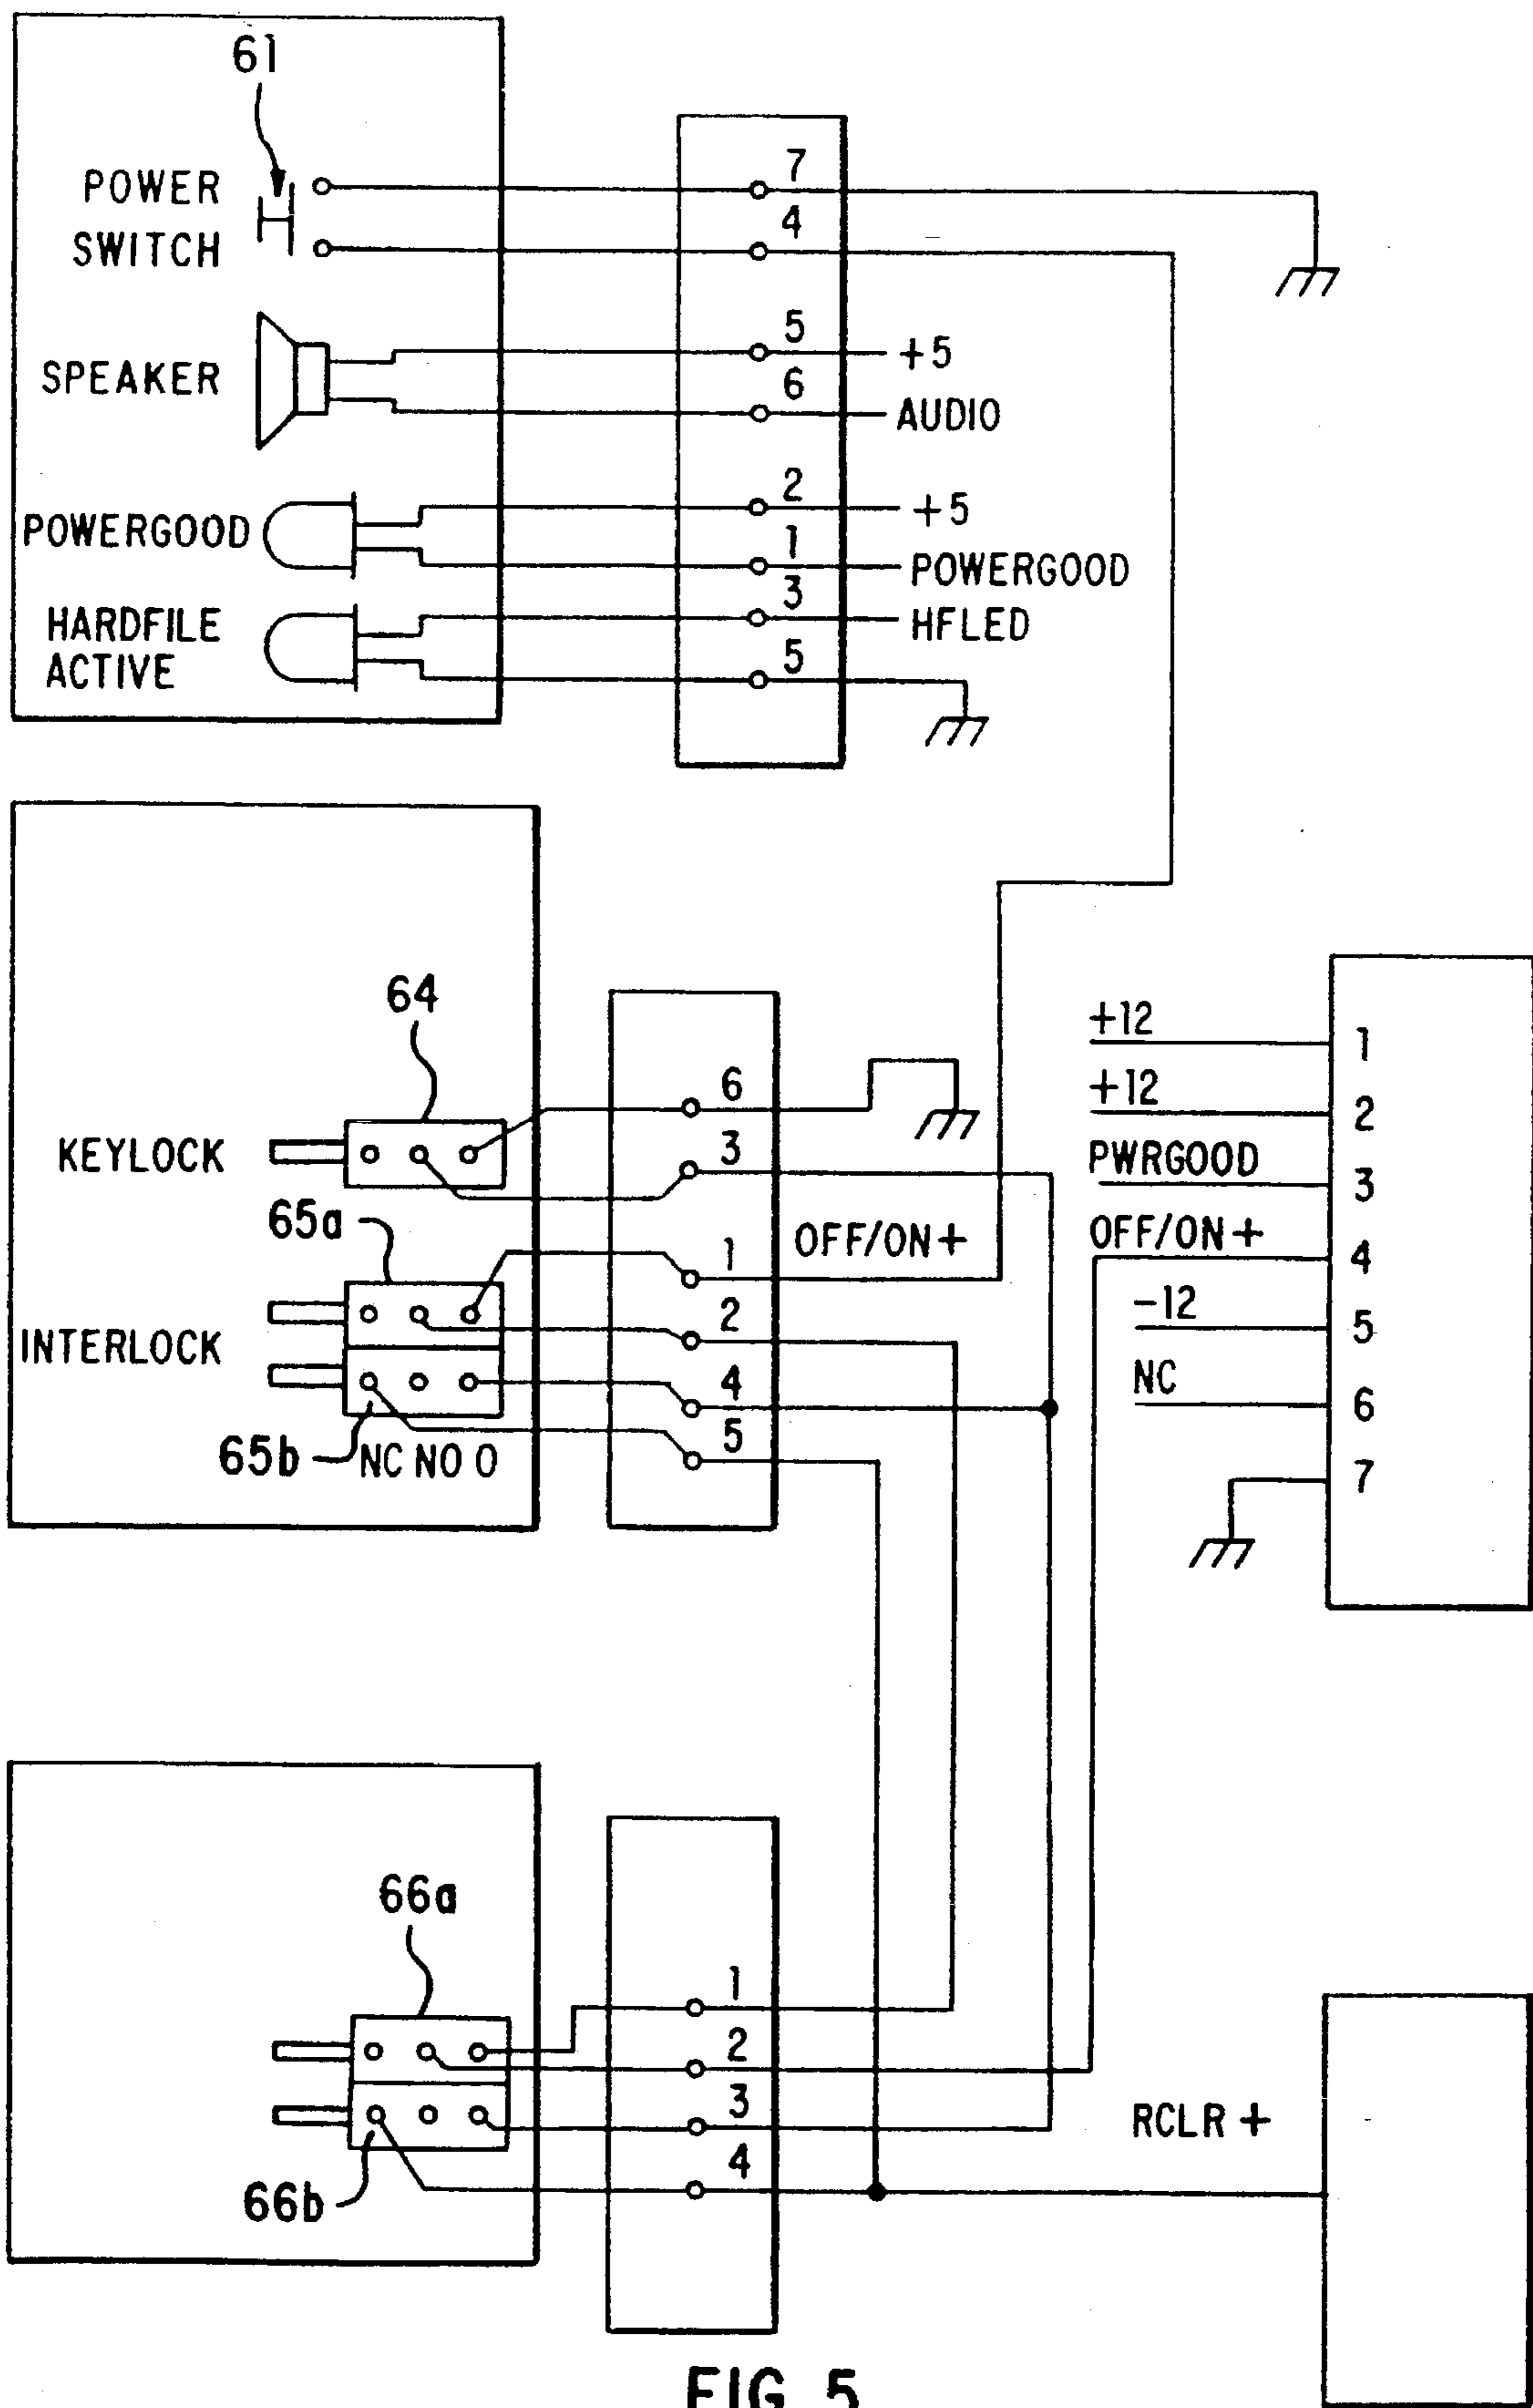 61
POWER
SWITCH
7
4
SPEAKER
5
+5
6
AUDIO
POWERGOOD
2
+5
1
POWERGOOD
HARDFILE
ACTIVE
3
HFLED
5
64
KEYLOCK
6
3
65a
INTERLOCK
1
OFF/ON+
2
4
5
65b
NC NO O
+12
1
+12
2
PWRGOOD
3
OFF/ON+
4
-12
5
NC
6
7
66a
1
2
3
4
66b
RCLR +
FIG. 5